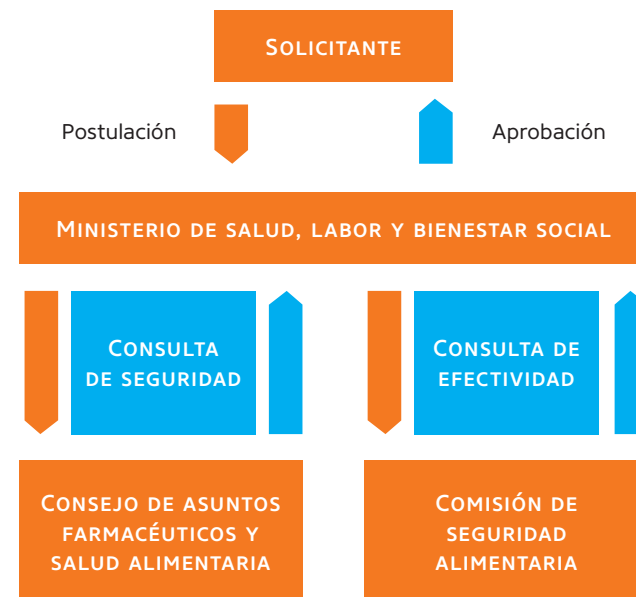 SOLICITANTE
Postulación
Aprobación
MINISTERIO DE SALUD, LABOR Y BIENESTAR SOCIAL
CONSULTA
DE SEGURIDAD
CONSULTA DE
EFECTIVIDAD
CONSEJO DE ASUNTOS
FARMACÉUTICOS Y
SALUD ALIMENTARIA
COMISIÓN DE
SEGURIDAD
ALIMENTARIA